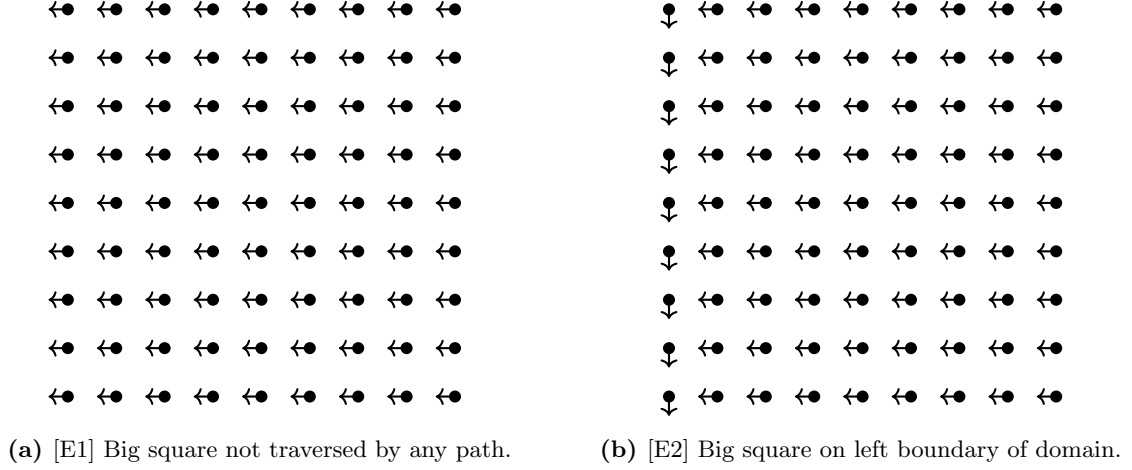 (a) [E1] Big square not traversed by any path.
(b) [E2] Big square on left boundary of domain.